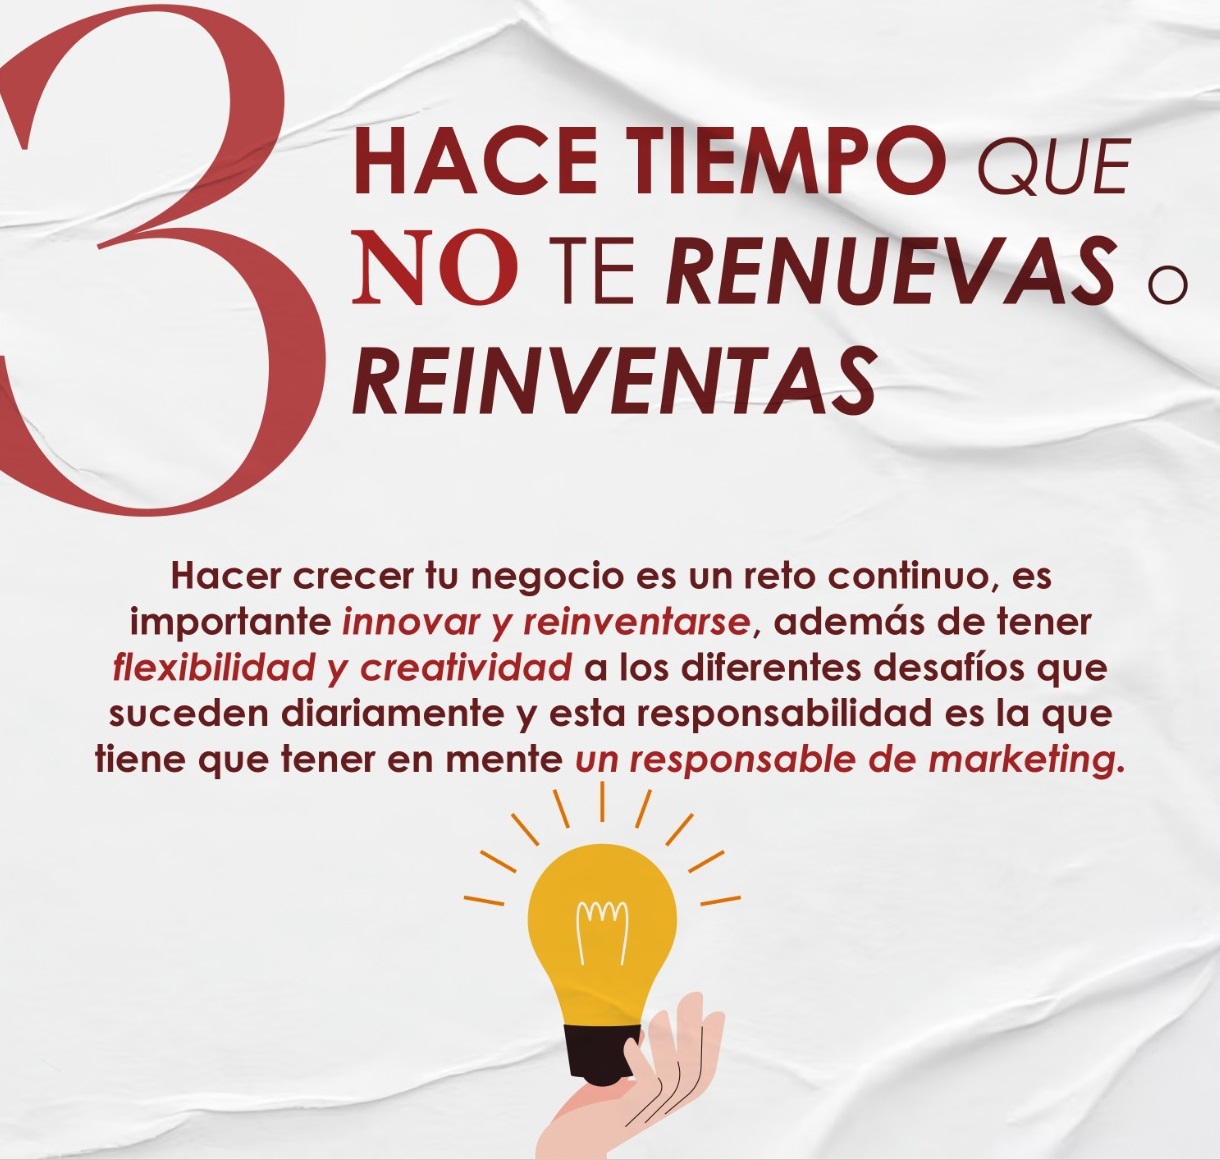 3
HACE TIEMPO QUE
NO TE RENUEVAS O
REINVENTAS
Hacer crecer tu negocio es un reto continuo, es
importante innovar y reinventarse, además de tener
flexibilidad y creatividad a los diferentes desafíos que
suceden diariamente y esta responsabilidad es la que
tiene que tener en mente un responsable de marketing.